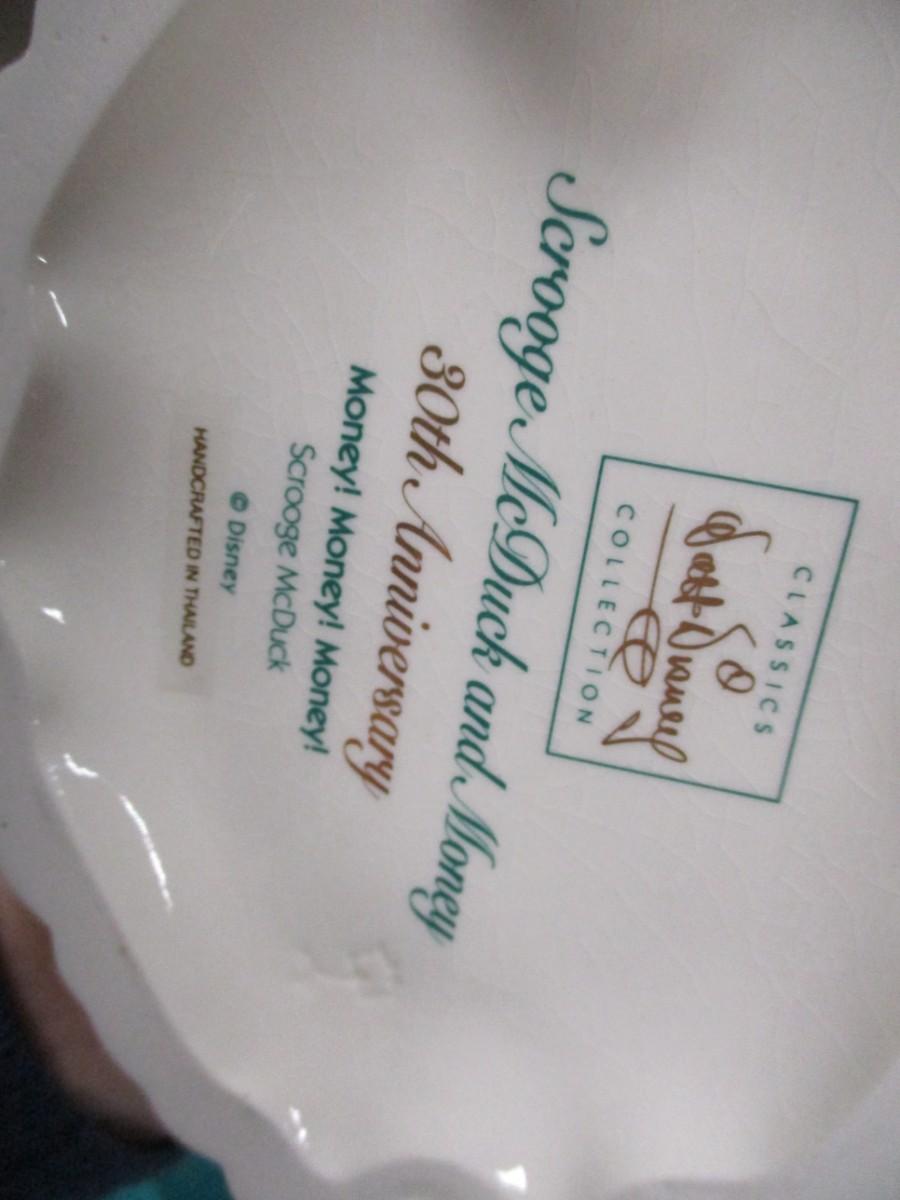 CLASSICS
Walt Disney
COLLECTION
Scrooge McDuck and Money
30th Anniversary
Money! Money! Money!
Scrooge McDuck
© Disney
HANDCRAFTED IN THAILAND